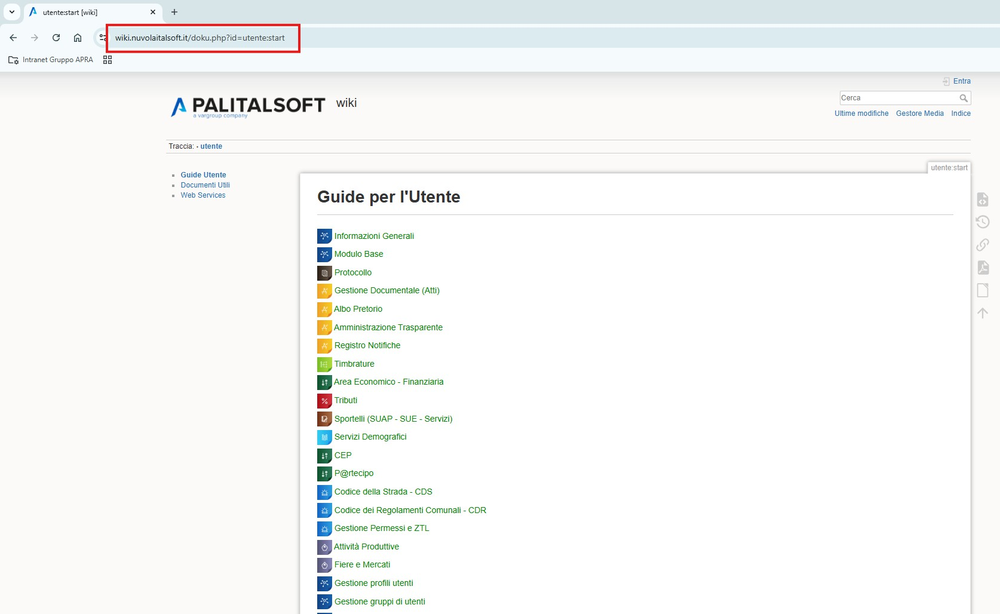 utente:start [wiki]
wiki.nuvolaitalsoft.it/doku.php?id=utente:start
Intranet Gruppo APRA
Entra
PALITALSOFT
a vargroup company
wiki
Cerca
Ultime modifiche Gestore Media Indice
Traccia: • utente
utente:start
Guide Utente
Documenti Utili
Web Services
Guide per l'Utente
Informazioni Generali
Modulo Base
Protocollo
Gestione Documentale (Atti)
Albo Pretorio
Amministrazione Trasparente
Registro Notifiche
Timbrature
Area Economico - Finanziaria
Tributi
Sportelli (SUAP - SUE - Servizi)
Servizi Demografici
CEP
P@rtecipo
Codice della Strada - CDS
Codice dei Regolamenti Comunali - CDR
Gestione Permessi e ZTL
Attività Produttive
Fiere e Mercati
Gestione profili utenti
Gestione gruppi di utenti